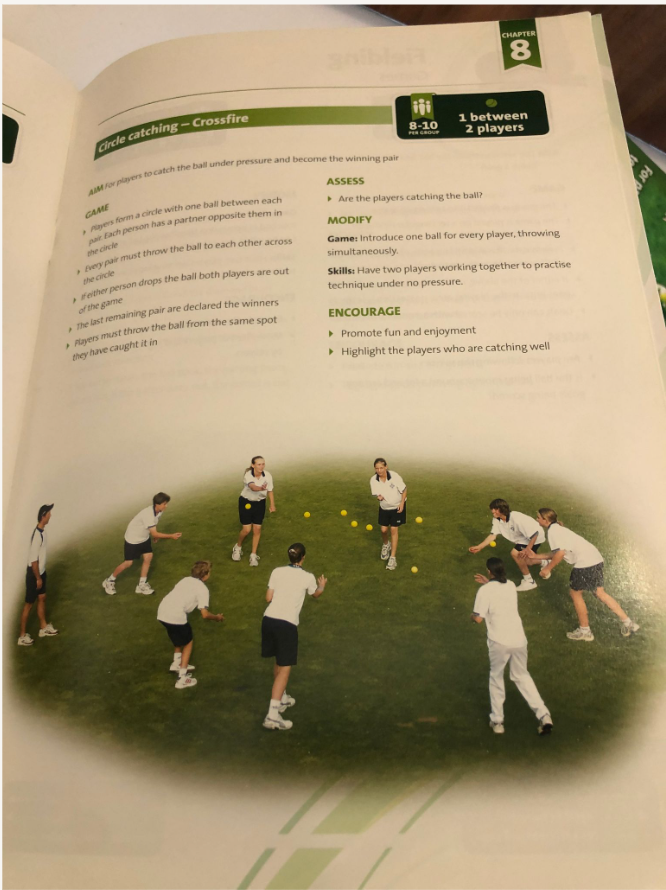 CHAPTER
8
Circle catching – Crossfire
8-10
PER GROUP
1 between
2 players
AIM For players to catch the ball under pressure and become the winning pair
GAME
Players form a circle with one ball between each
pair. Each person has a partner opposite them in
the circle
Every pair must throw the ball to each other across
the circle
If either person drops the ball both players are out
of the game
The last remaining pair are declared the winners
Players must throw the ball from the same spot
they have caught it in
ASSESS
Are the players catching the ball?
MODIFY
Game: Introduce one ball for every player, throwing
simultaneously.
Skills: Have two players working together to practise
technique under no pressure.
ENCOURAGE
Promote fun and enjoyment
Highlight the players who are catching well